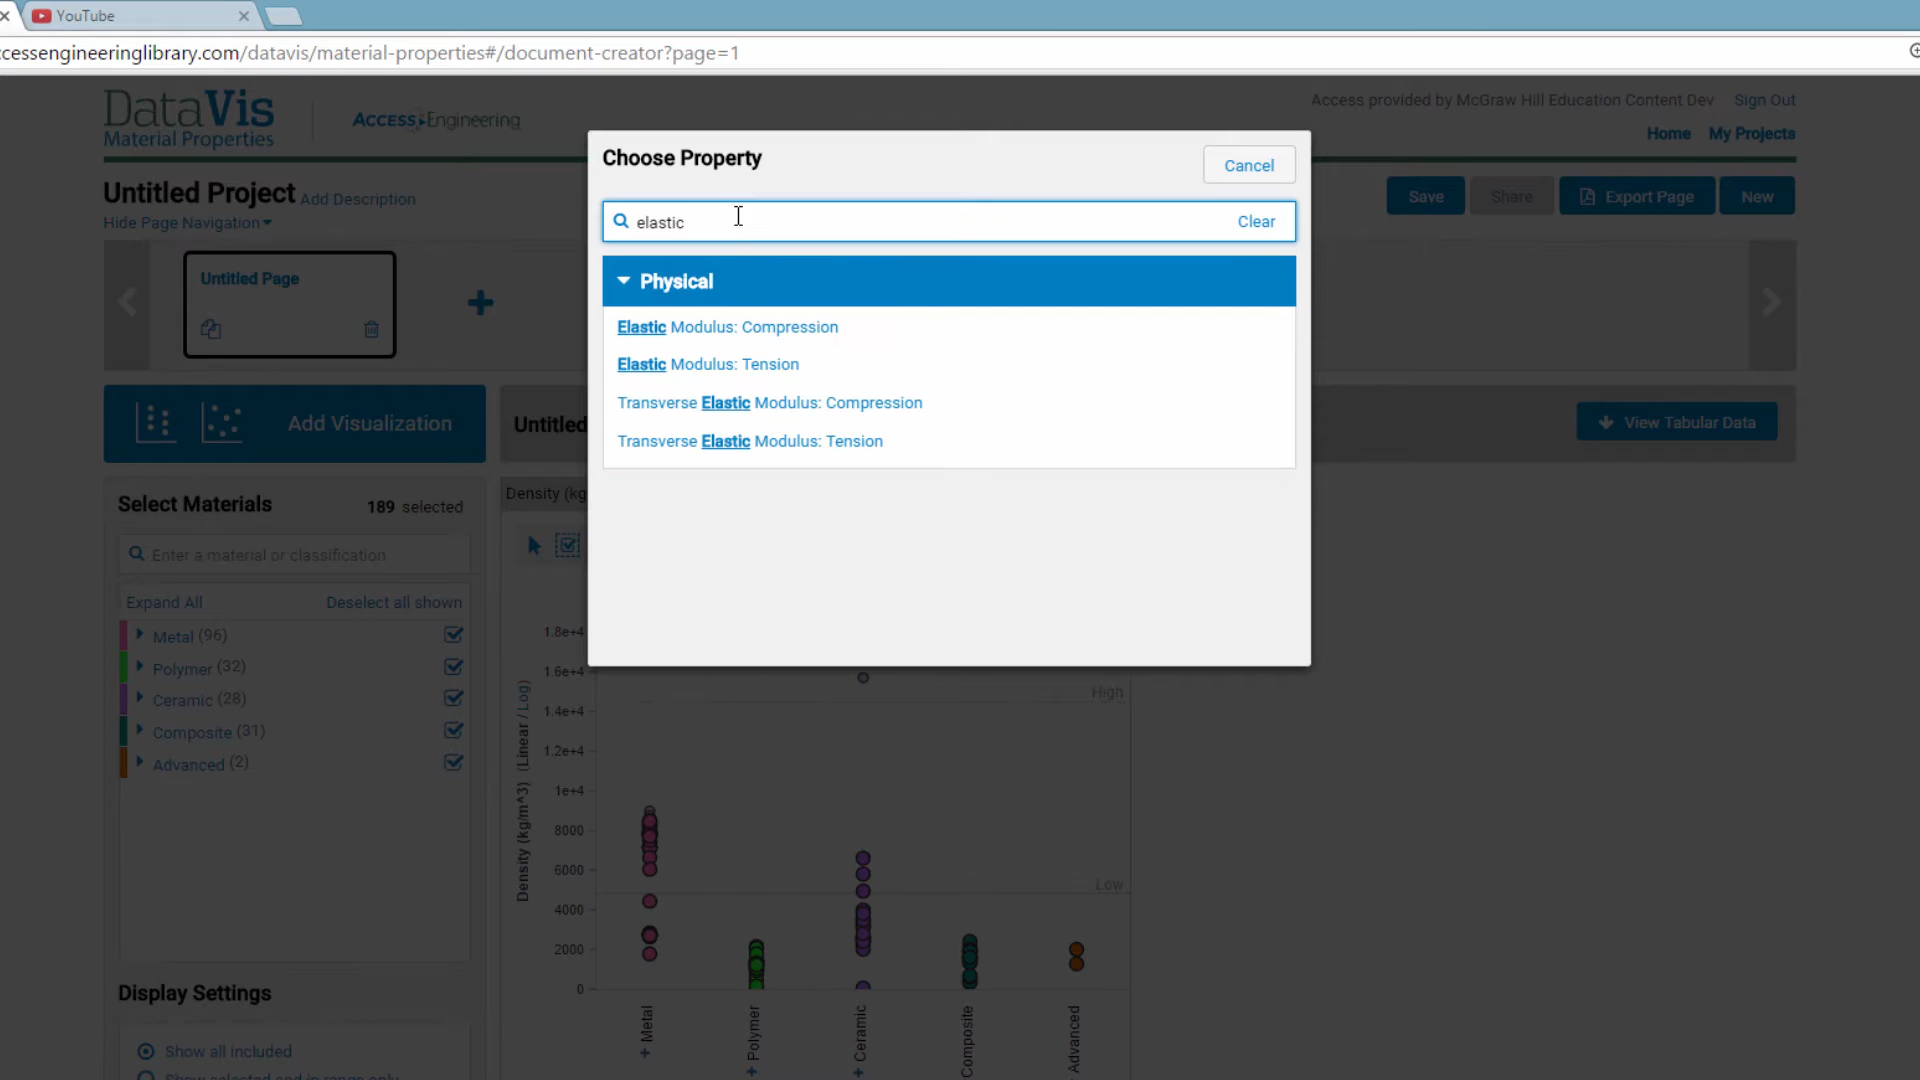 YouTube
ccessengineeringlibrary.com/datavis/material-properties#/document-creator?page=1
DataVis
Material Properties
Access Engineering
Access provided by McGraw Hill Education Content Dev Sign Out
Home My Projects
Untitled Project Add Description
Hide Page Navigation
Save Share Export Page New
Untitled Page
Choose Property
Cancel
elastic
Clear
Physical
Elastic Modulus: Compression
Elastic Modulus: Tension
Transverse Elastic Modulus: Compression
Transverse Elastic Modulus: Tension
Add Visualization
Untitled
View Tabular Data
Select Materials 189 selected
Enter a material or classification
Expand All Deselect all shown
Metal (96)
Polymer (32)
Ceramic (28)
Composite (31)
Advanced (2)
Display Settings
Show all included
Show selected and in range only
Density (kg
Density (kg/m^3) (Linear / Log)
1.8e+4
1.6e+4
1.4e+4
1.2e+4
1e+4
8000
6000
4000
2000
0
High
Low
+ Metal
+ Polymer
+ Ceramic
Composite
Advanced